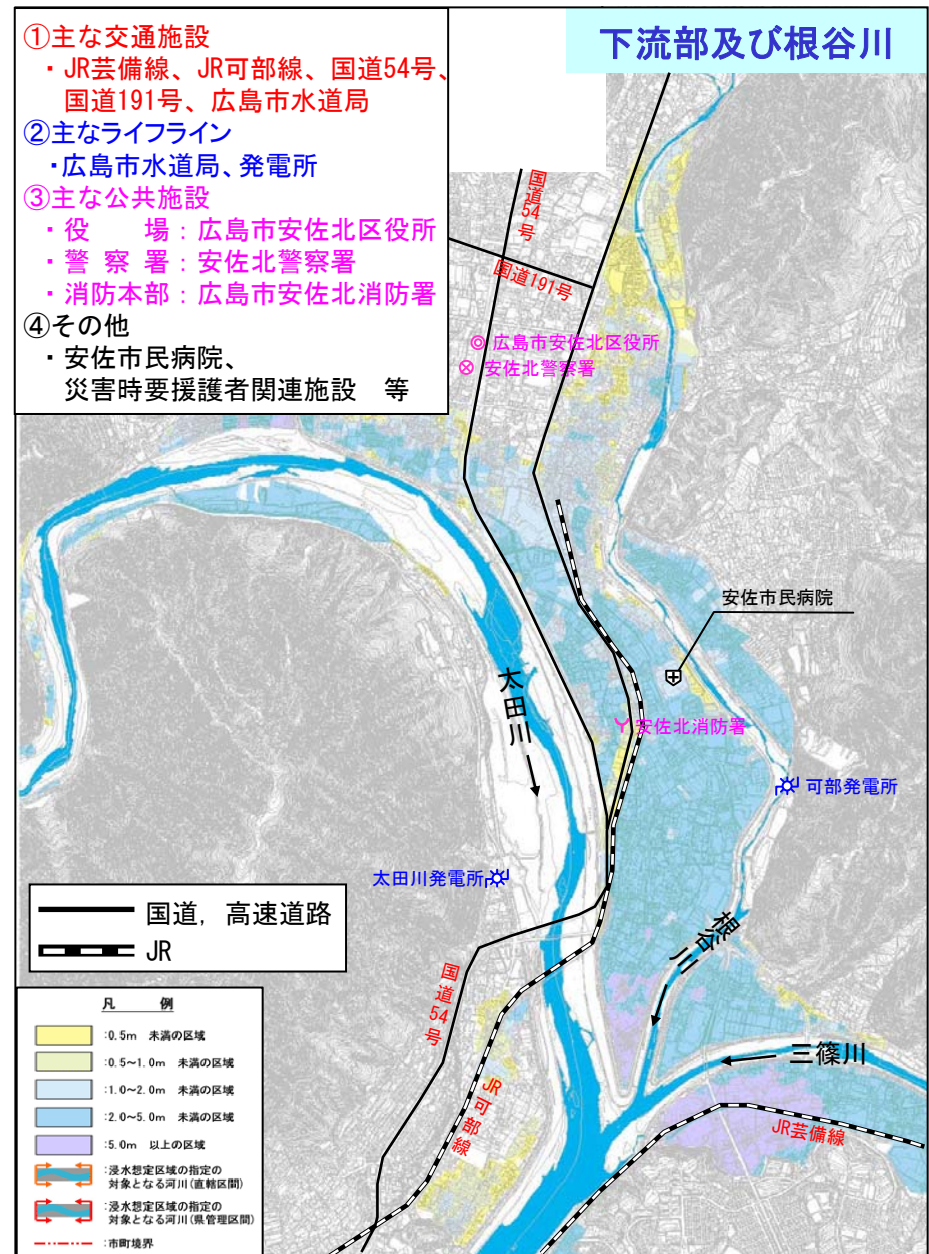 下流部及び根谷川
①主な交通施設
・JR芸備線、JR可部線、国道54号、
国道191号、広島市水道局
②主なライフライン
・広島市水道局、発電所
③主な公共施設
・役　　場：広島市安佐北区役所
・警 察 署：安佐北警察署
・消防本部：広島市安佐北消防署
④その他
・安佐市民病院、
災害時要援護者関連施設　等
国道54号
国道191号
◎ 広島市安佐北区役所
⊗ 安佐北警察署
安佐市民病院
太田川
安佐北消防署
可部発電所
太田川発電所
根谷川
国道54号
三篠川
JR可部線
JR芸備線
国道，高速道路
JR
凡　例
:0.5m 未満の区域
:0.5～1.0m 未満の区域
:1.0～2.0m 未満の区域
:2.0～5.0m 未満の区域
:5.0m 以上の区域
:浸水想定区域の指定の
対象となる河川(直轄区間)
:浸水想定区域の指定の
対象となる河川(県管理区間)
:市町境界